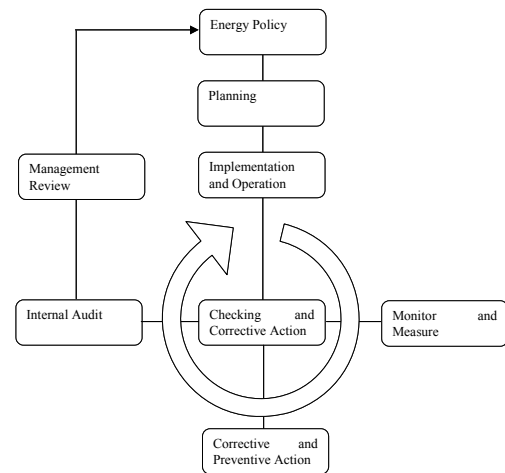 Energy Policy
Planning
Implementation
and Operation
Management
Review
Internal Audit
Checking and
Corrective Action
Monitor and
Measure
Corrective and
Preventive Action